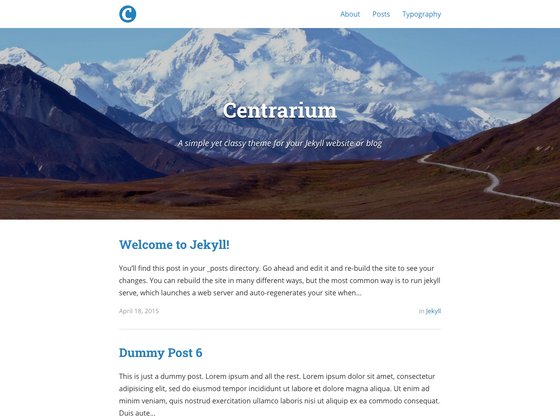 C
About Posts Typography
Centrarium
A simple yet classy theme for your Jekyll website or blog
Welcome to Jekyll!
You'll find this post in your _posts directory. Go ahead and edit it and re-build the site to see your
changes. You can rebuild the site in many different ways, but the most common way is to run jekyll
serve, which launches a web server and auto-regenerates your site when...
April 18, 2015 in Jekyll
Dummy Post 6
This is just a dummy post. Lorem ipsum and all the rest. Lorem ipsum dolor sit amet, consectetur
adipisicing elit, sed do eiusmod tempor incididunt ut labore et dolore magna aliqua. Ut enim ad
minim veniam, quis nostrud exercitation ullamco laboris nisi ut aliquip ex ea commodo consequat.
Duis aute...